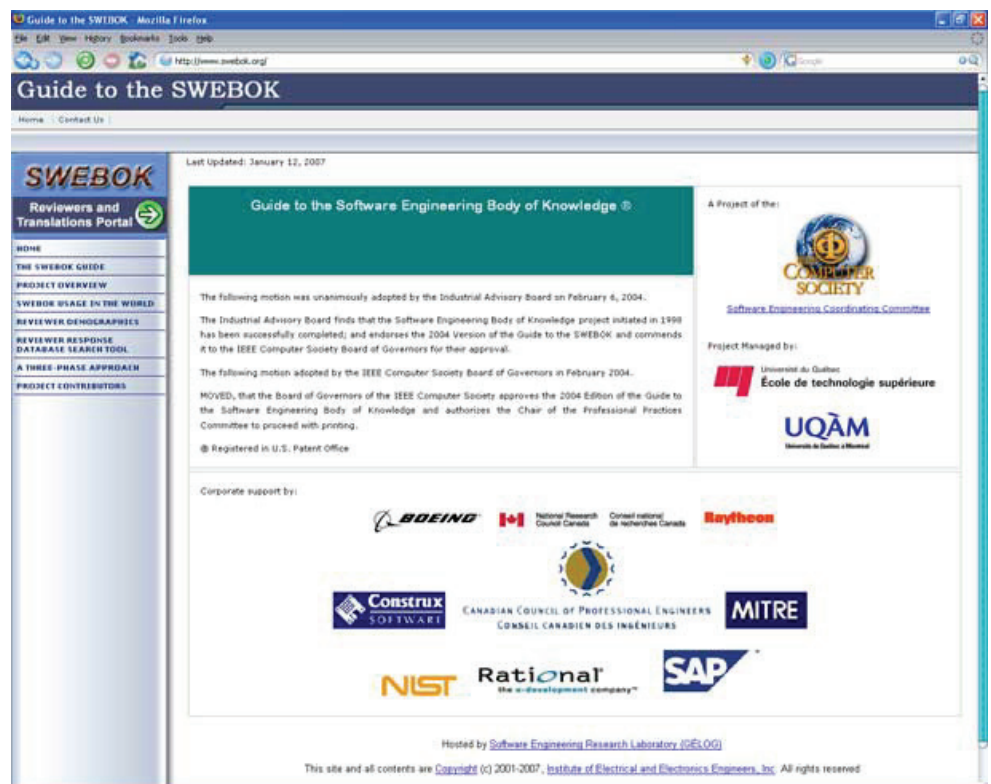 Guide to the SWEBOK - Mozilla Firefox
File Edit View History Bookmarks Tools Help
http://www.swebok.org/
Google
Guide to the SWEBOK
Home Contact Us
SWEBOK
Reviewers and
Translations Portal
HOME
THE SWEBOK GUIDE
PROJECT OVERVIEW
SWEBOK USAGE IN THE WORLD
REVIEWER DEMOGRAPHICS
REVIEWER RESPONSE
DATABASE SEARCH TOOL
A THREE-PHASE APPROACH
PROJECT CONTRIBUTORS
Last Updated: January 12, 2007
Guide to the Software Engineering Body of Knowledge ®
The following motion was unanimously adopted by the Industrial Advisory Board on February 6, 2004.
The Industrial Advisory Board finds that the Software Engineering Body of Knowledge project initiated in 1998
has been successfully completed; and endorses the 2004 Version of the Guide to the SWEBOK and commends
it to the IEEE Computer Society Board of Governors for their approval.
The following motion adopted by the IEEE Computer Society Board of Governors in February 2004.
MOVED, that the Board of Governors of the IEEE Computer Society approves the 2004 Edition of the Guide to
the Software Engineering Body of Knowledge and authorizes the Chair of the Professional Practices
Committee to proceed with printing.
® Registered in U.S. Patent Office
A Project of the:
COMPUTER
SOCIETY
Software Engineering Coordinating Committee
Project Managed by:
Université du Québec
École de technologie supérieure
UQÀM
Université du Québec à Montréal
Corporate support by:
BOEING
National Research Conseil national
Council Canada de recherches Canada
Raytheon
Construx
SOFTWARE
CANADIAN COUNCIL OF PROFESSIONAL ENGINEERS
CONSEIL CANADIEN DES INGÉNIEURS
MITRE
NIST
Rational®
the e-development company™
SAP
Hosted by Software Engineering Research Laboratory (GÉLOG)
This site and all contents are Copyright (c) 2001-2007, Institute of Electrical and Electronics Engineers, Inc. All rights reserved